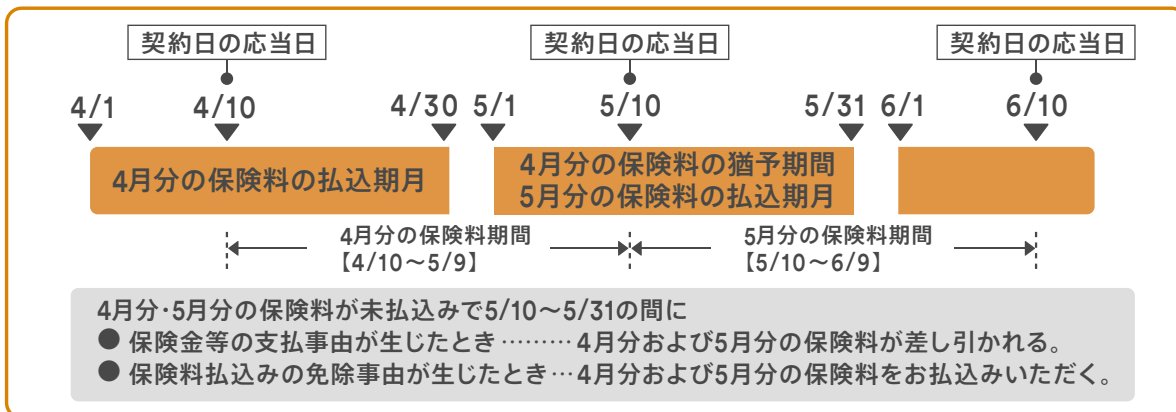 契約日の応当日 契約日の応当日 契約日の応当日
4/1 4/10 4/30 5/1 5/10 5/31 6/1 6/10
4月分の保険料の払込期月
4月分の保険料の猶予期間
5月分の保険料の払込期月
4月分の保険料期間
【4/10～5/9】
5月分の保険料期間
【5/10～6/9】
4月分・5月分の保険料が未払込みで5/10～5/31の間に
● 保険金等の支払事由が生じたとき ……… 4月分および5月分の保険料が差し引かれる。
● 保険料払込みの免除事由が生じたとき … 4月分および5月分の保険料をお払込みいただく。